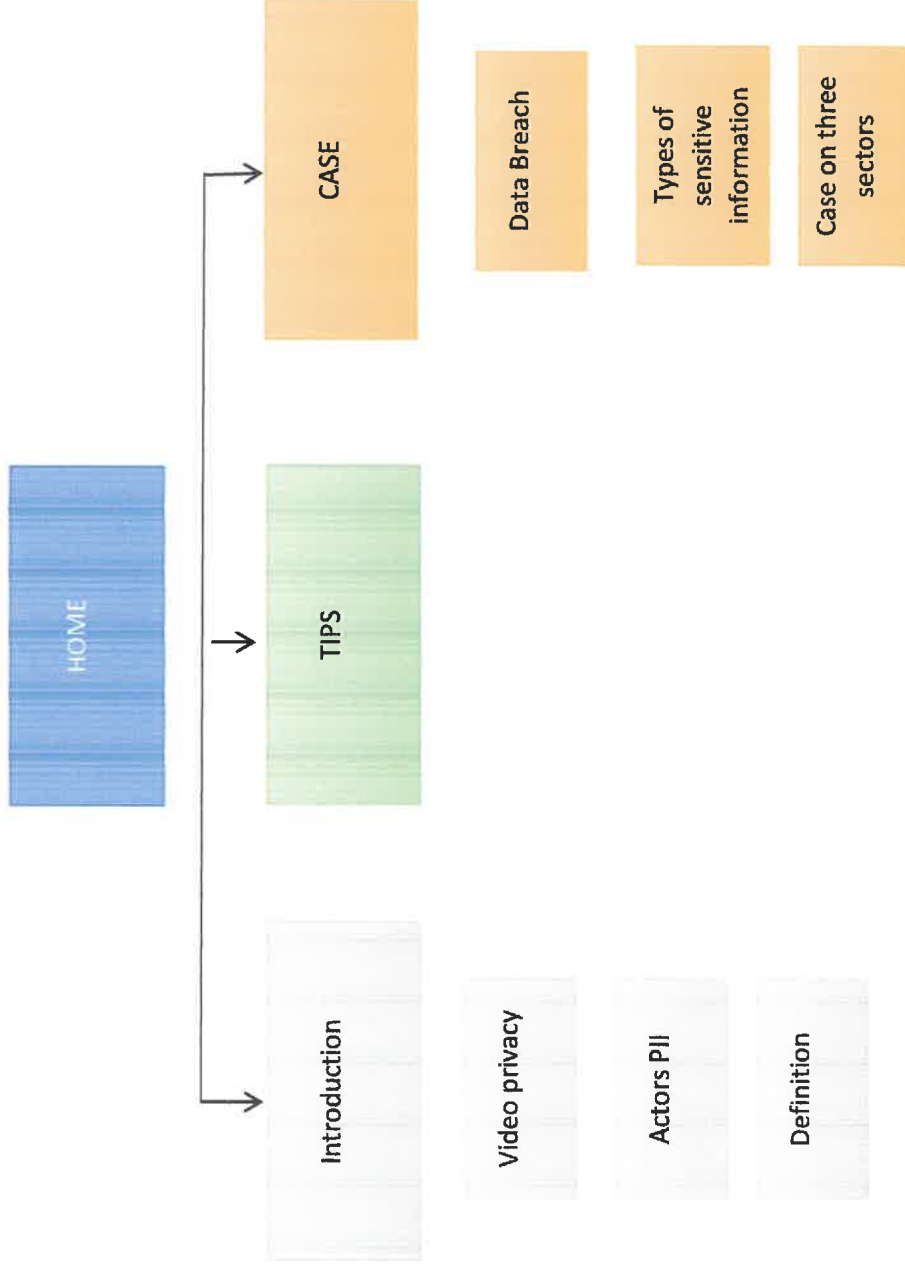 HOME
Introduction
TIPS
CASE
Video privacy
Actors PII
Definition
Data Breach
Types of
sensitive
information
Case on three
sectors